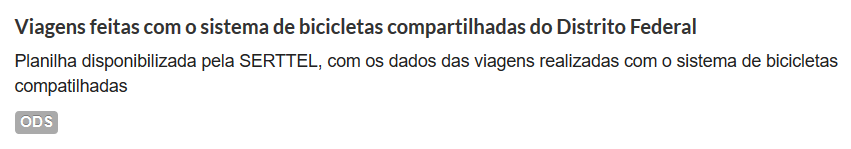 Viagens feitas com o sistema de bicicletas compartilhadas do Distrito Federal
Planilha disponibilizada pela SERTTEL, com os dados das viagens realizadas com o sistema de bicicletas
compatilhadas
ODS